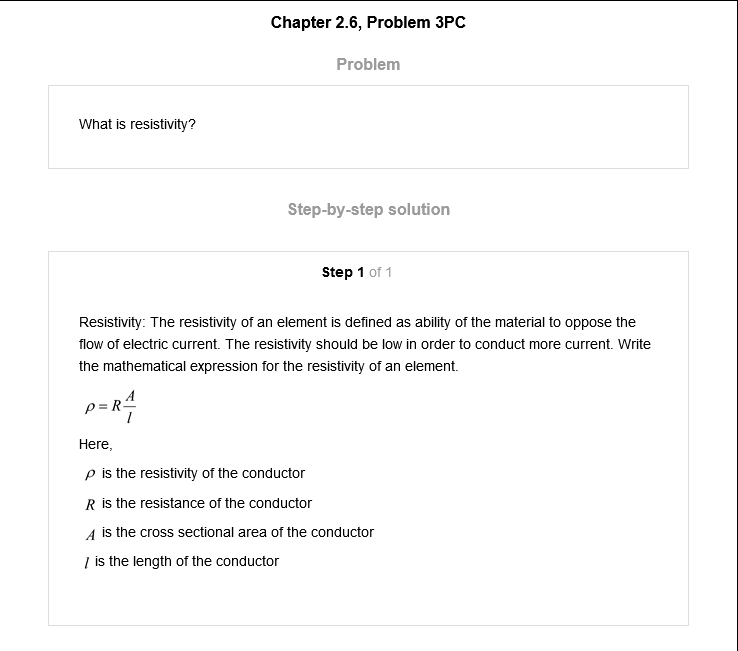 Chapter 2.6, Problem 3PC
Problem
What is resistivity?
Step-by-step solution
Step 1 of 1
Resistivity: The resistivity of an element is defined as ability of the material to oppose the
flow of electric current. The resistivity should be low in order to conduct more current. Write
the mathematical expression for the resistivity of an element.
ρ = R A/l
Here,
ρ is the resistivity of the conductor
R is the resistance of the conductor
A is the cross sectional area of the conductor
l is the length of the conductor